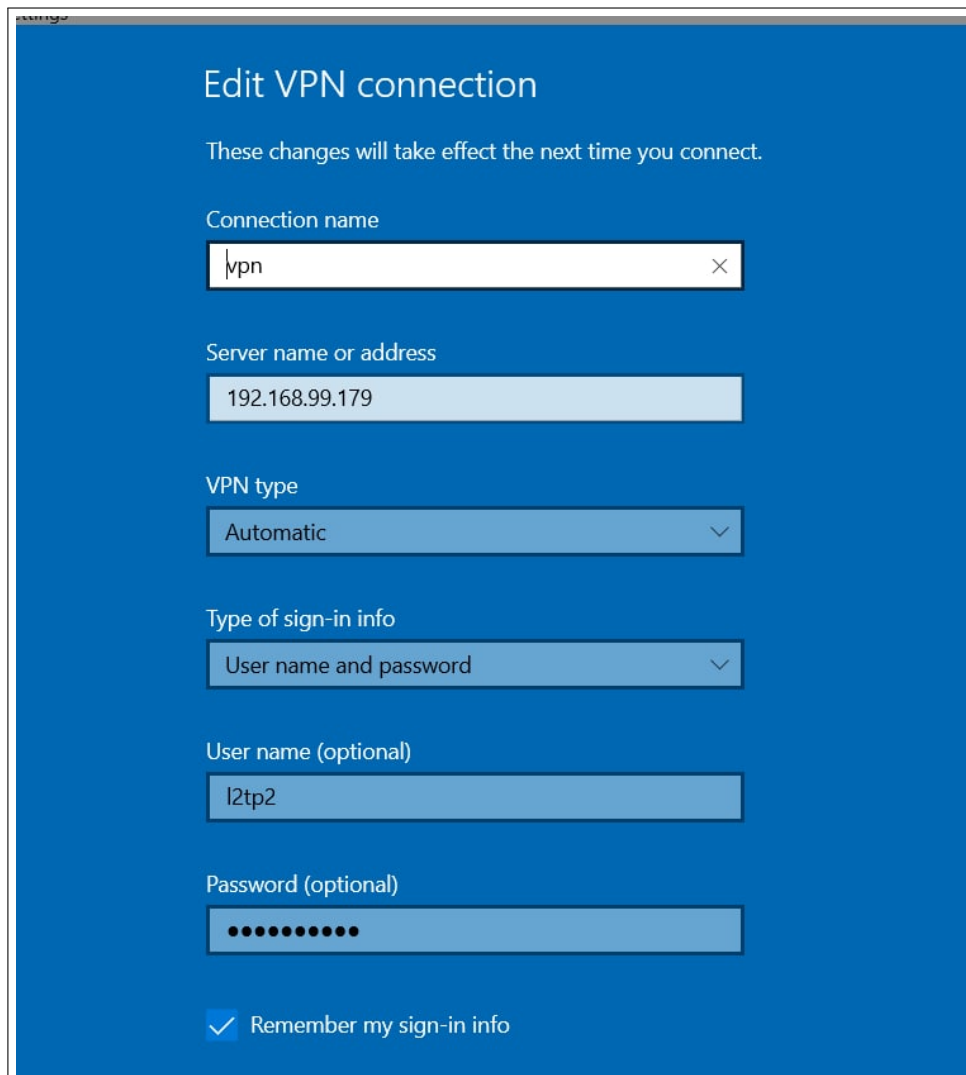 Edit VPN connection
These changes will take effect the next time you connect.
Connection name
vpn
Server name or address
192.168.99.179
VPN type
Automatic
Type of sign-in info
User name and password
User name (optional)
l2tp2
Password (optional)
••••••••••
Remember my sign-in info